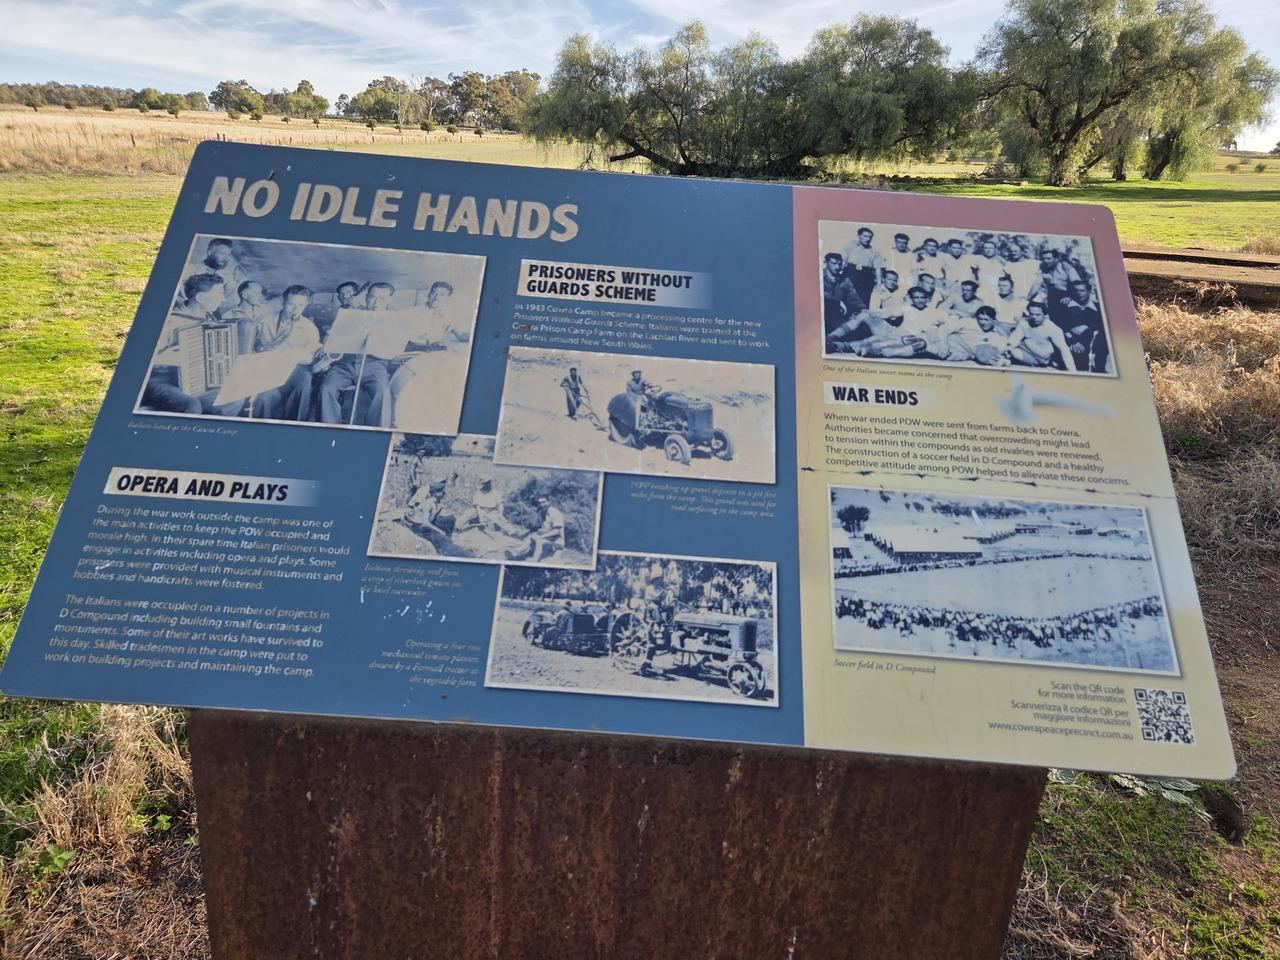 NO IDLE HANDS
Italian band at the Cowra Camp
OPERA AND PLAYS
During the war work outside the camp was one of
the main activities to keep the POW occupied and
morale high. In their spare time Italian prisoners would
engage in activities including opera and plays. Some
prisoners were provided with musical instruments and
hobbies and handicrafts were fostered.
The Italians were occupied on a number of projects in
D Compound including building small fountains and
monuments. Some of their art works have survived to
this day. Skilled tradesmen in the camp were put to
work on building projects and maintaining the camp.
PRISONERS WITHOUT
GUARDS SCHEME
In 1943 Cowra Camp became a processing centre for the new
Prisoners Without Guards Scheme. Italians were trained at the
Cowra Prison Camp Farm on the Lachlan River and sent to work
on farms around New South Wales.
POW breaking up gravel deposits in a pit five
miles from the camp. This gravel was used for
road surfacing in the camp area.
Italians threshing seed from
a crop of silverbeet grown on
Operating a four row
mechanical tomato planter,
drawn by a Farmall tractor at
the vegetable farm
One of the Italian soccer teams at the camp
WAR ENDS
When war ended POW were sent from farms back to Cowra.
Authorities became concerned that overcrowding might lead
to tension within the compounds as old rivalries were renewed.
The construction of a soccer field in D Compound and a healthy
competitive attitude among POW helped to alleviate these concerns.
Soccer field in D Compound
Scan the QR code
for more information
Scannerizza il codice QR per
maggiore informazioni
www.cowrapeaceprecinct.com.au